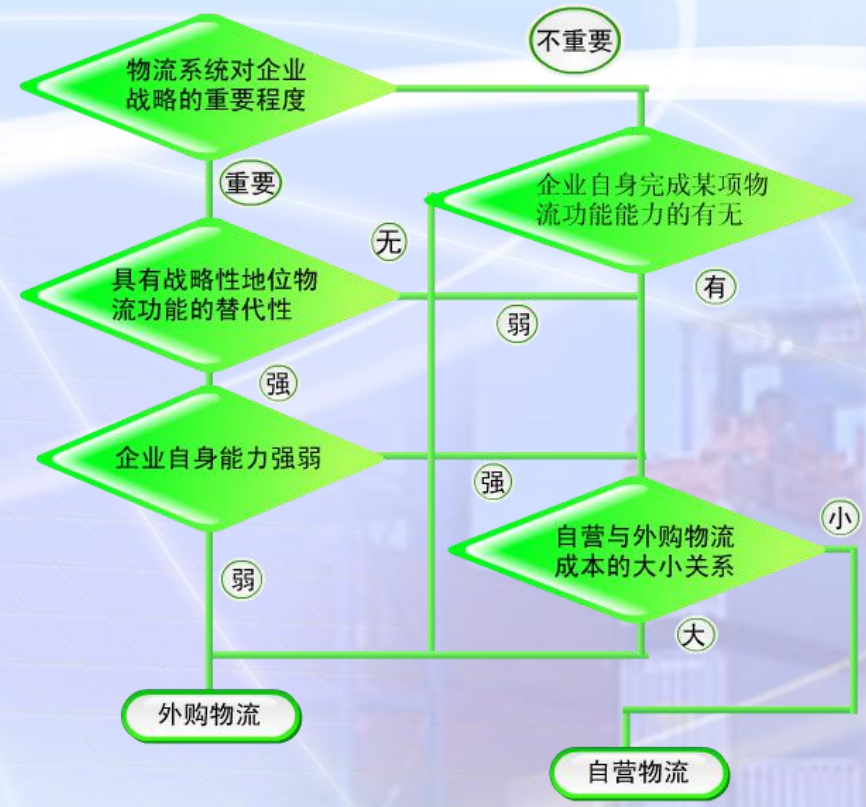 不重要
物流系统对企业
战略的重要程度
重要
企业自身完成某项物
流功能能力的有无
无
有
具有战略性地位物
流功能的替代性
弱
强
企业自身能力强弱
强
弱
自营与外购物流
成本的大小关系
小
大
外购物流
自营物流